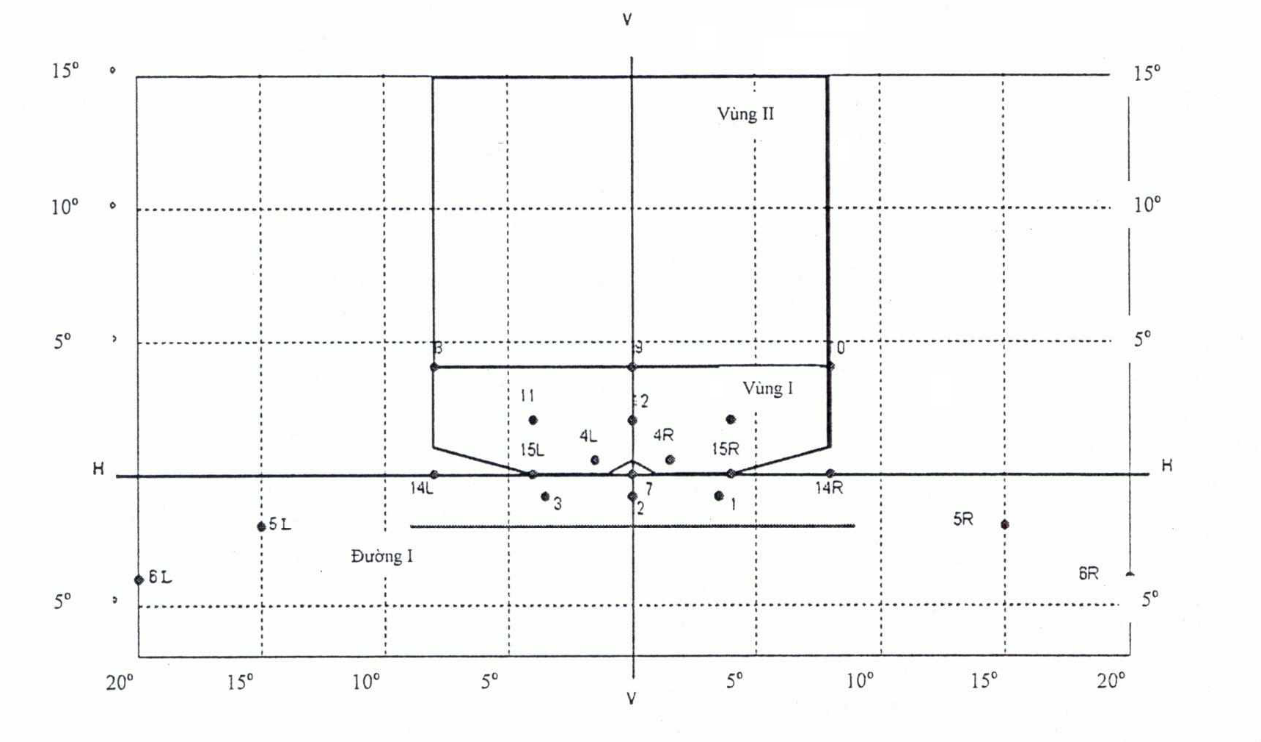 V
15° 15°
Vùng II
10° 10°
5° 5°
8 9 0
Vùng I
11 2
4L 4R
15L 15R
H H
14L 7 14R
3 2 1
5L 5R
Đường I
6L 6R
5° 5°
20° 15° 10° 5° 5° 10° 15° 20°
V